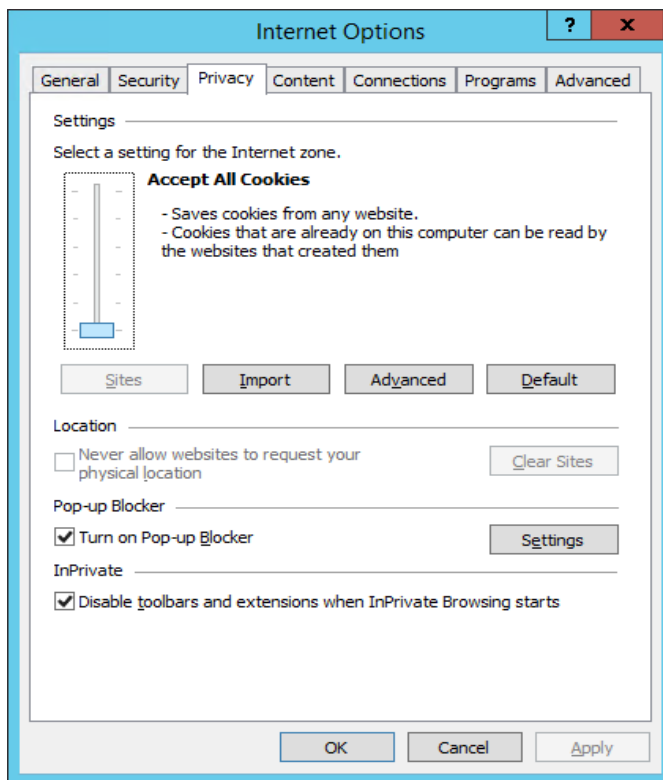 Internet Options
?
x
General Security Privacy Content Connections Programs Advanced
Settings
Select a setting for the Internet zone.
Accept All Cookies
- Saves cookies from any website.
- Cookies that are already on this computer can be read by
the websites that created them
Sites Import Advanced Default
Location
Never allow websites to request your
physical location
Clear Sites
Pop-up Blocker
Turn on Pop-up Blocker
Settings
InPrivate
Disable toolbars and extensions when InPrivate Browsing starts
OK Cancel Apply